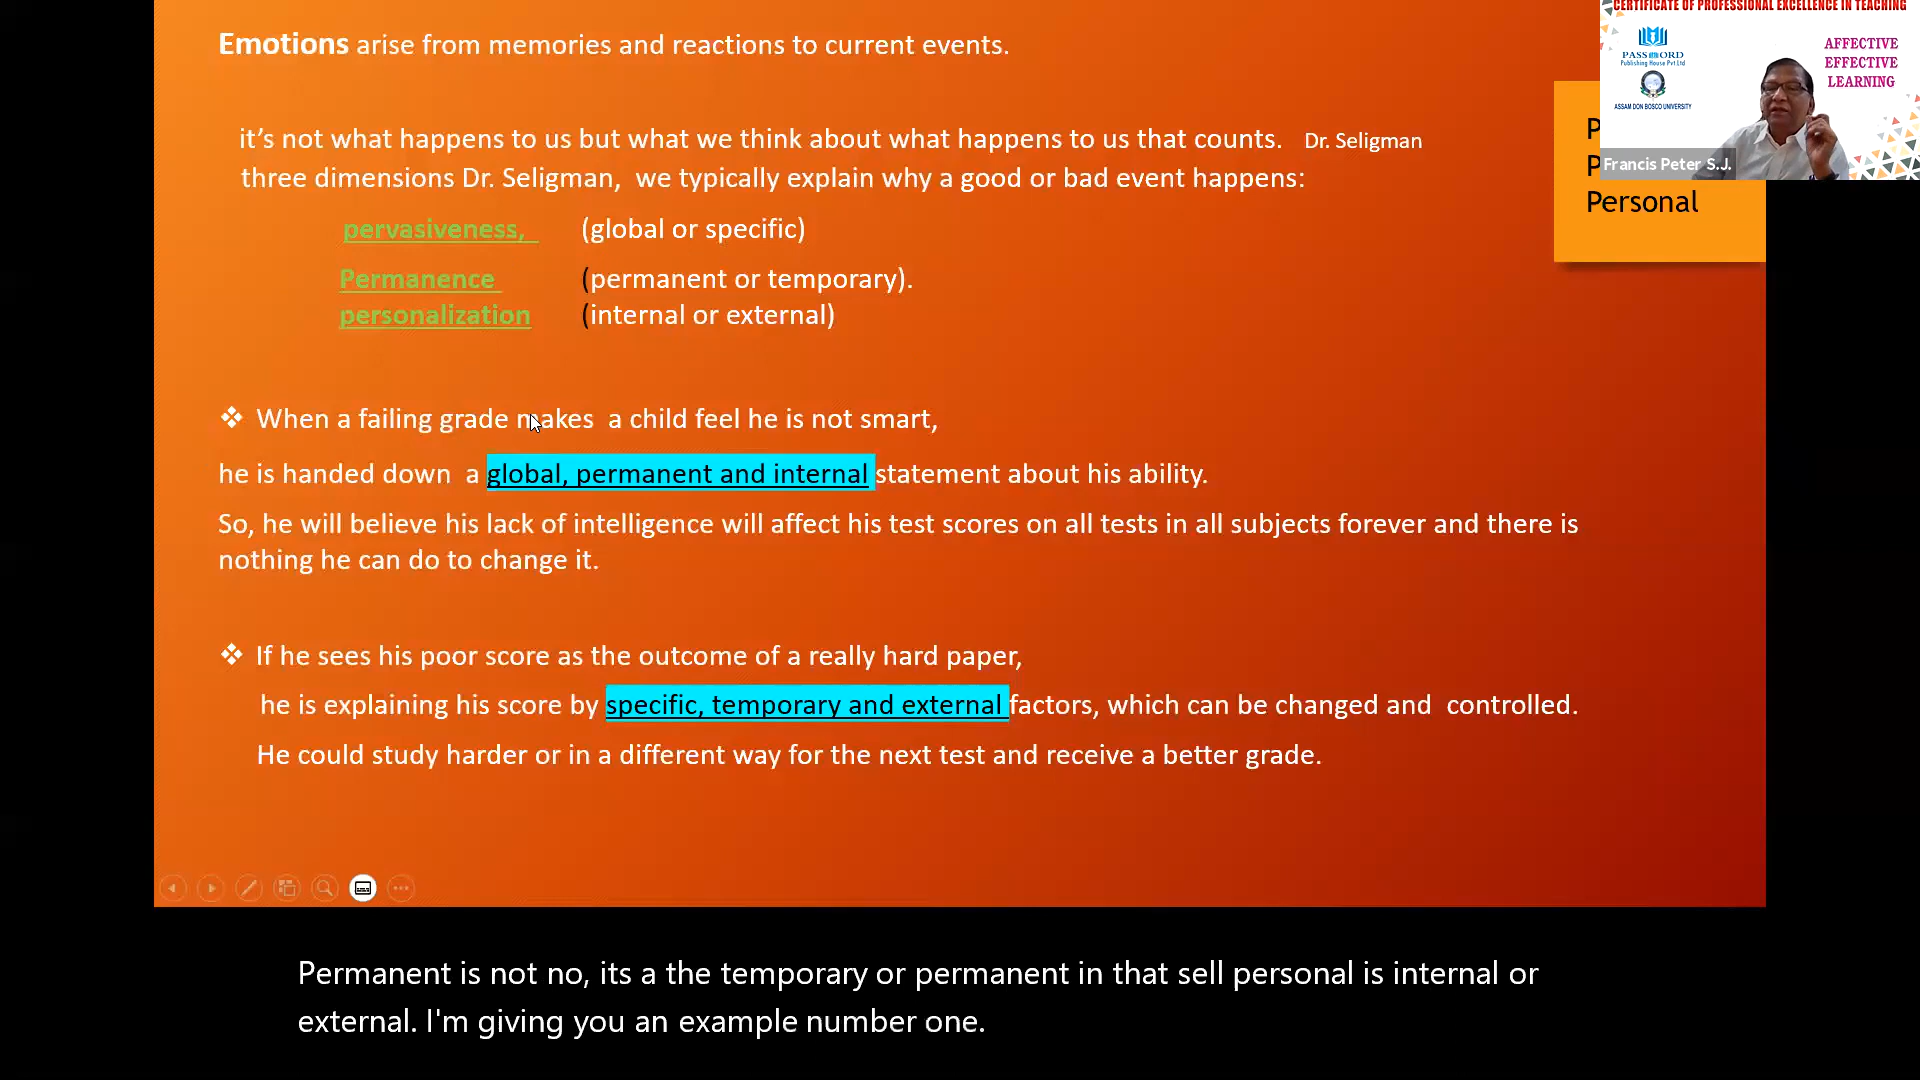 Emotions arise from memories and reactions to current events.
it's not what happens to us but what we think about what happens to us that counts. Dr. Seligman
three dimensions Dr. Seligman, we typically explain why a good or bad event happens:
pervasiveness, (global or specific)
Permanence (permanent or temporary).
personalization (internal or external)
❖ When a failing grade makes a child feel he is not smart,
he is handed down a global, permanent and internal statement about his ability.
So, he will believe his lack of intelligence will affect his test scores on all tests in all subjects forever and there is
nothing he can do to change it.
❖ If he sees his poor score as the outcome of a really hard paper,
he is explaining his score by specific, temporary and external factors, which can be changed and controlled.
He could study harder or in a different way for the next test and receive a better grade.
P
P
Personal
CERTIFICATE OF PROFESSIONAL EXCELLENCE IN TEACHING
PASSWORD
Publishing House Pvt Ltd
ASSAM DON BOSCO UNIVERSITY
AFFECTIVE
EFFECTIVE
LEARNING
Francis Peter S.J.
Permanent is not no, its a the temporary or permanent in that sell personal is internal or
external. I'm giving you an example number one.